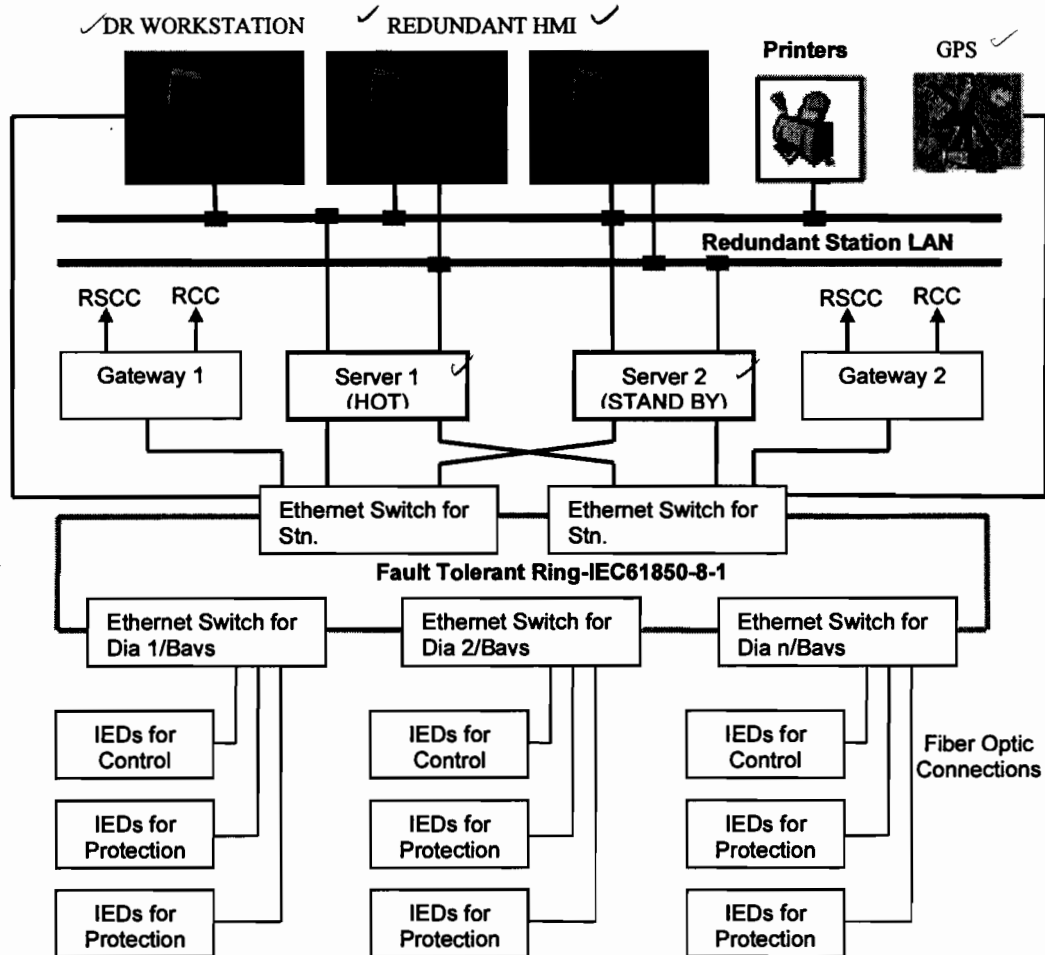 DR WORKSTATION
REDUNDANT HMI
Printers
GPS
Redundant Station LAN
RSCC
RCC
RSCC
RCC
Gateway 1
Server 1
(HOT)
Server 2
(STAND BY)
Gateway 2
Ethernet Switch for
Stn.
Ethernet Switch for
Stn.
Fault Tolerant Ring-IEC61850-8-1
Ethernet Switch for
Dia 1/Bavs
Ethernet Switch for
Dia 2/Bavs
Ethernet Switch for
Dia n/Bavs
IEDs for
Control
IEDs for
Control
IEDs for
Control
Fiber Optic
Connections
IEDs for
Protection
IEDs for
Protection
IEDs for
Protection
IEDs for
Protection
IEDs for
Protection
IEDs for
Protection